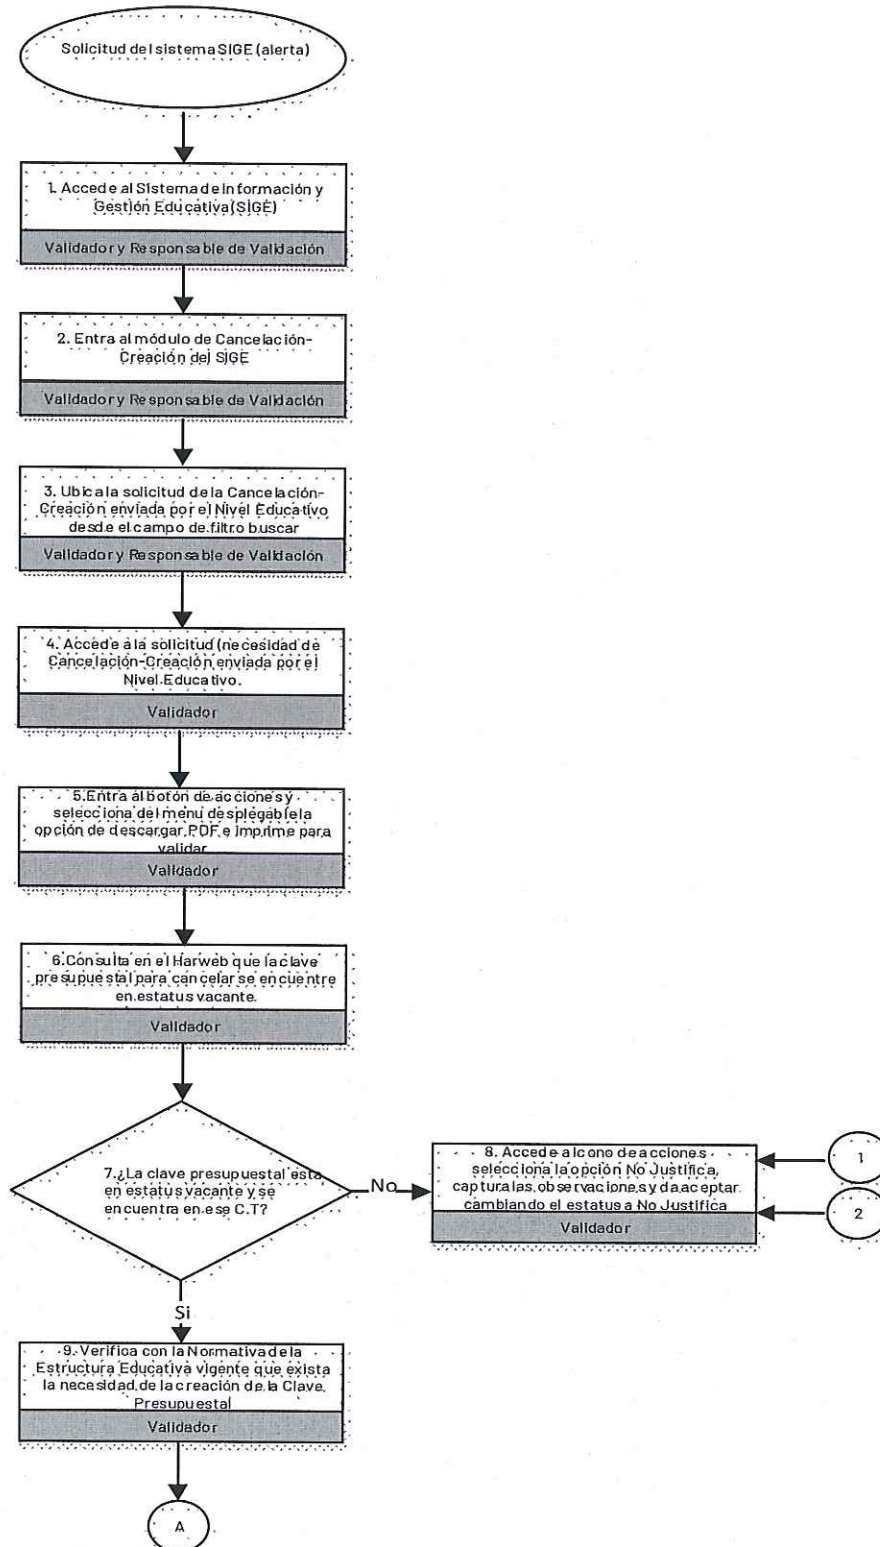 Solicitud del sistema SIGE (alerta)
1. Accede al Sistema de Información y
Gestión Educativa (SIGE)
Validador y Responsable de Validación
2. Entra al módulo de Cancelación-
Creación del SIGE
Validador y Responsable de Validación
3. Ubica la solicitud de la Cancelación-
Creación enviada por el Nivel Educativo
desde el campo de filtro buscar
Validador y Responsable de Validación
4. Accede a la solicitud (necesidad de
Cancelación-Creación enviada por el
Nivel Educativo.
Validador
5.Entra al botón de acciones y
selecciona del menu desplegable la
opción de descargar PDF e imprime para
validar
Validador
6.Consulta en el Harweb que la clave
presupuestal para cancelar se encuentre
en estatus vacante.
Validador
7.¿La clave presupuestal esta
en estatus vacante y se
encuentra en ese C.T?
No
8. Accede al cono de acciones
selecciona la opción No Justifica,
captura las observaciones y da aceptar
cambiando el estatus a No Justifica
Validador
1
2
Si
9. Verifica con la Normativa de la
Estructura Educativa vigente que exista
la necesidad de la creación de la Clave
Presupuestal
Validador
A